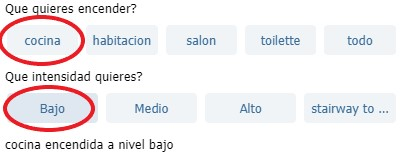 Que quieres encender?
cocina habitacion salon toilette todo
Que intensidad quieres?
Bajo Medio Alto stairway to ...
cocina encendida a nivel bajo